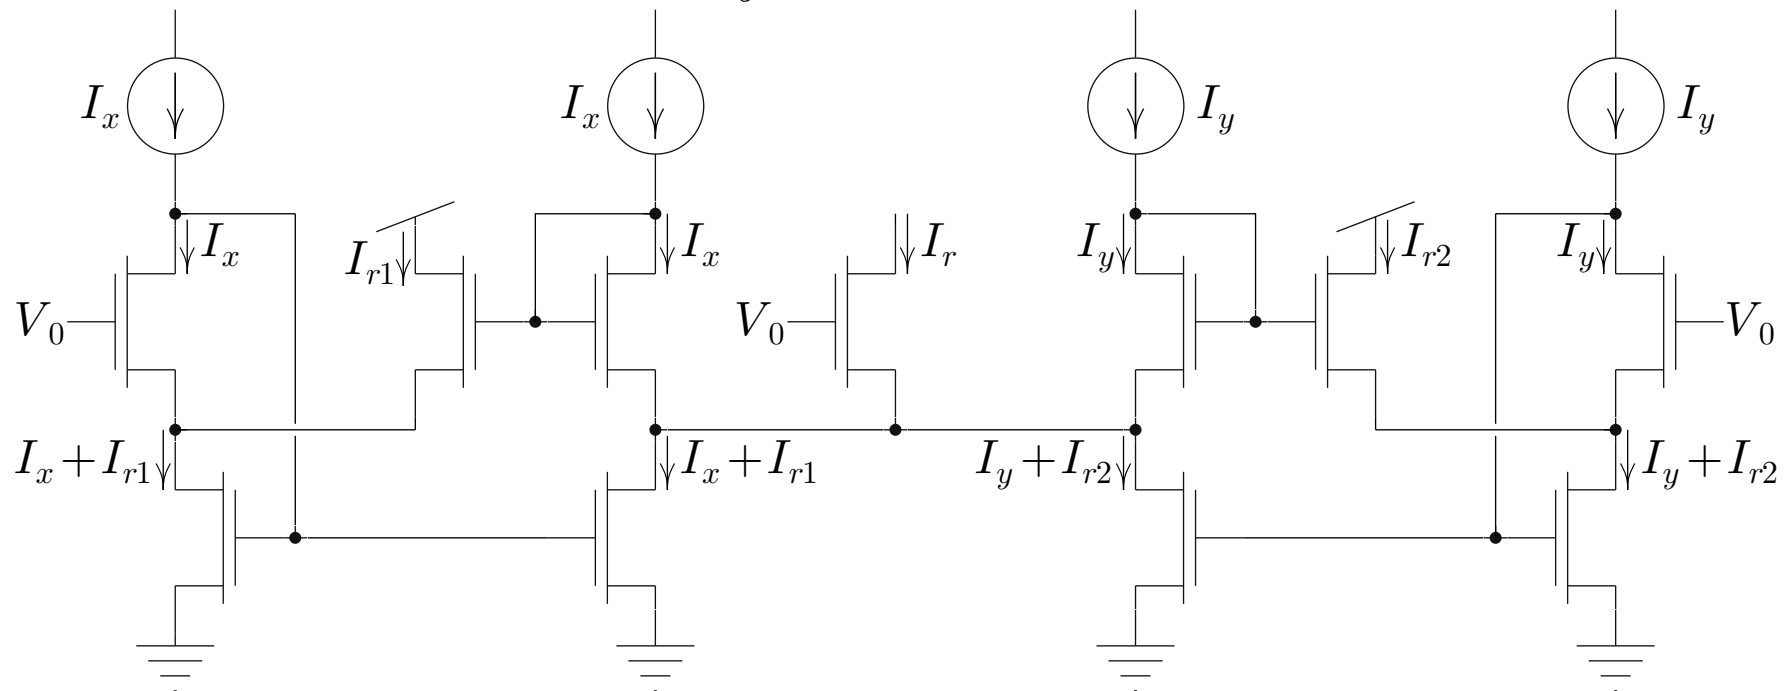 I_x I_x I_y I_y
I_x I_{r1} I_x I_r I_y I_{r2} I_y
V_0 V_0 V_0
I_x + I_{r1} I_x + I_{r1} I_y + I_{r2} I_y + I_{r2}